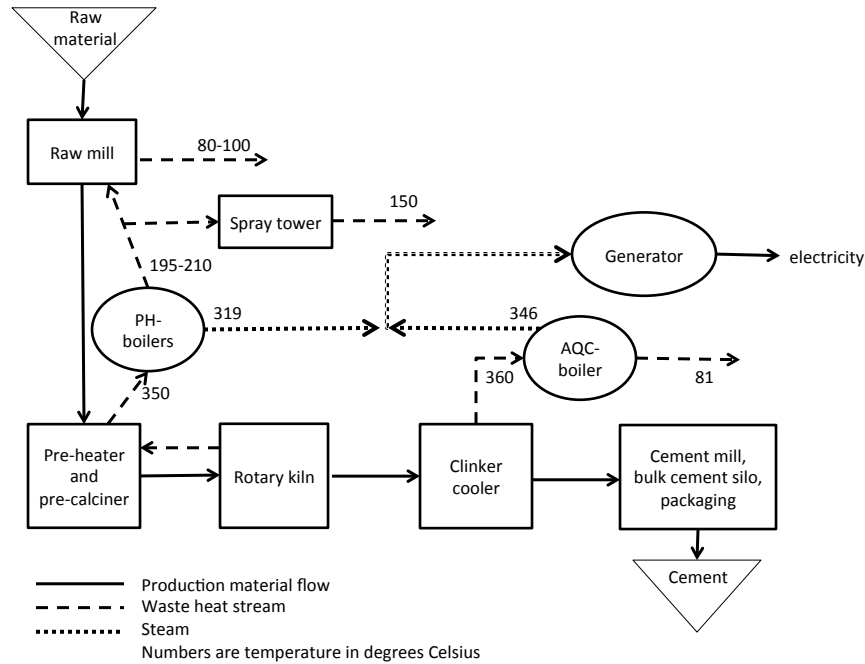 Raw
material
Raw mill
80-100
Spray tower
150
195-210
Generator
electricity
PH-
boilers
319
346
AQC-
boiler
81
350
360
Pre-heater
and
pre-calciner
Rotary kiln
Clinker
cooler
Cement mill,
bulk cement silo,
packaging
Cement
Production material flow
Waste heat stream
Steam
Numbers are temperature in degrees Celsius